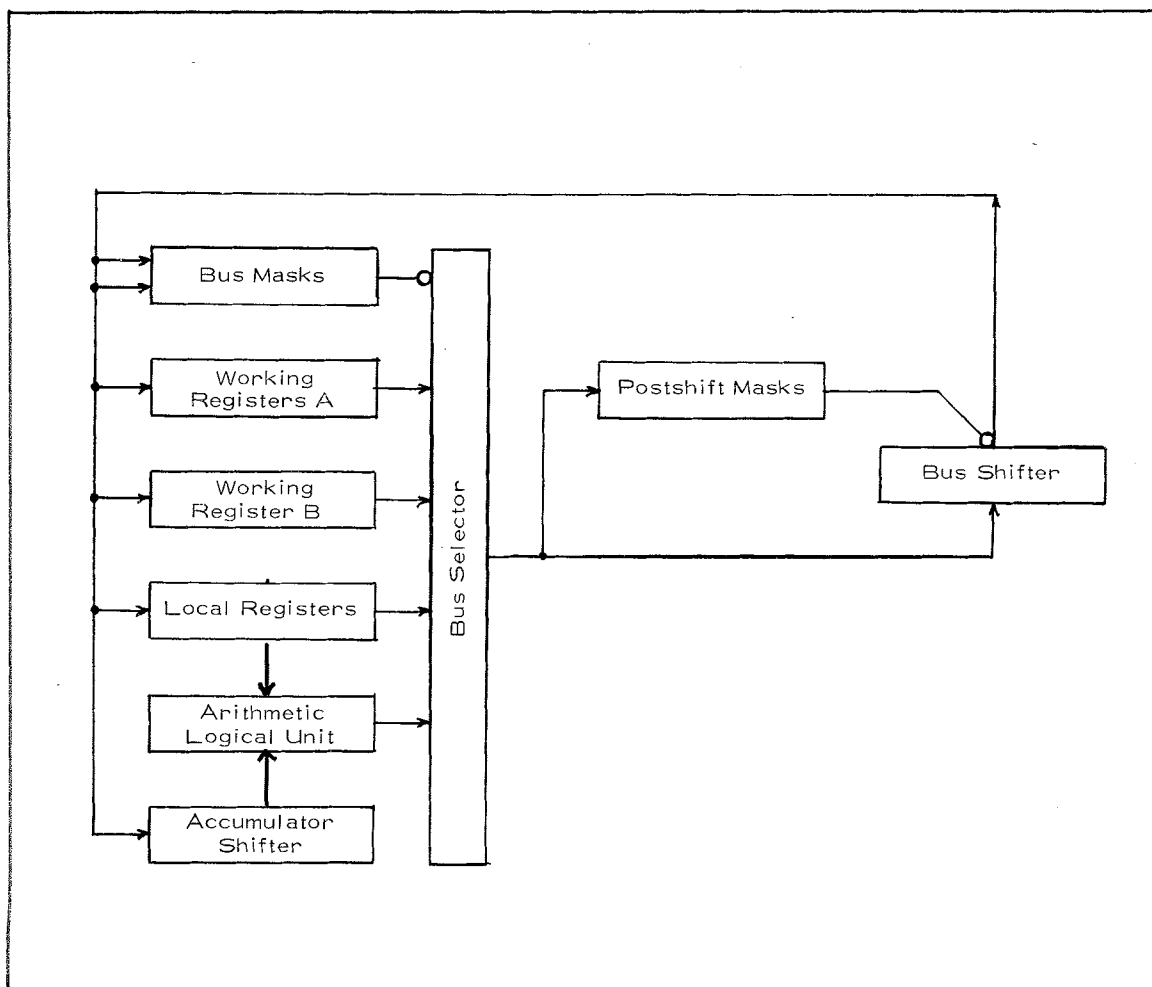 Bus Masks
Working
Registers A
Working
Register B
Local Registers
Arithmetic
Logical Unit
Accumulator
Shifter
Bus Selector
Postshift Masks
Bus Shifter